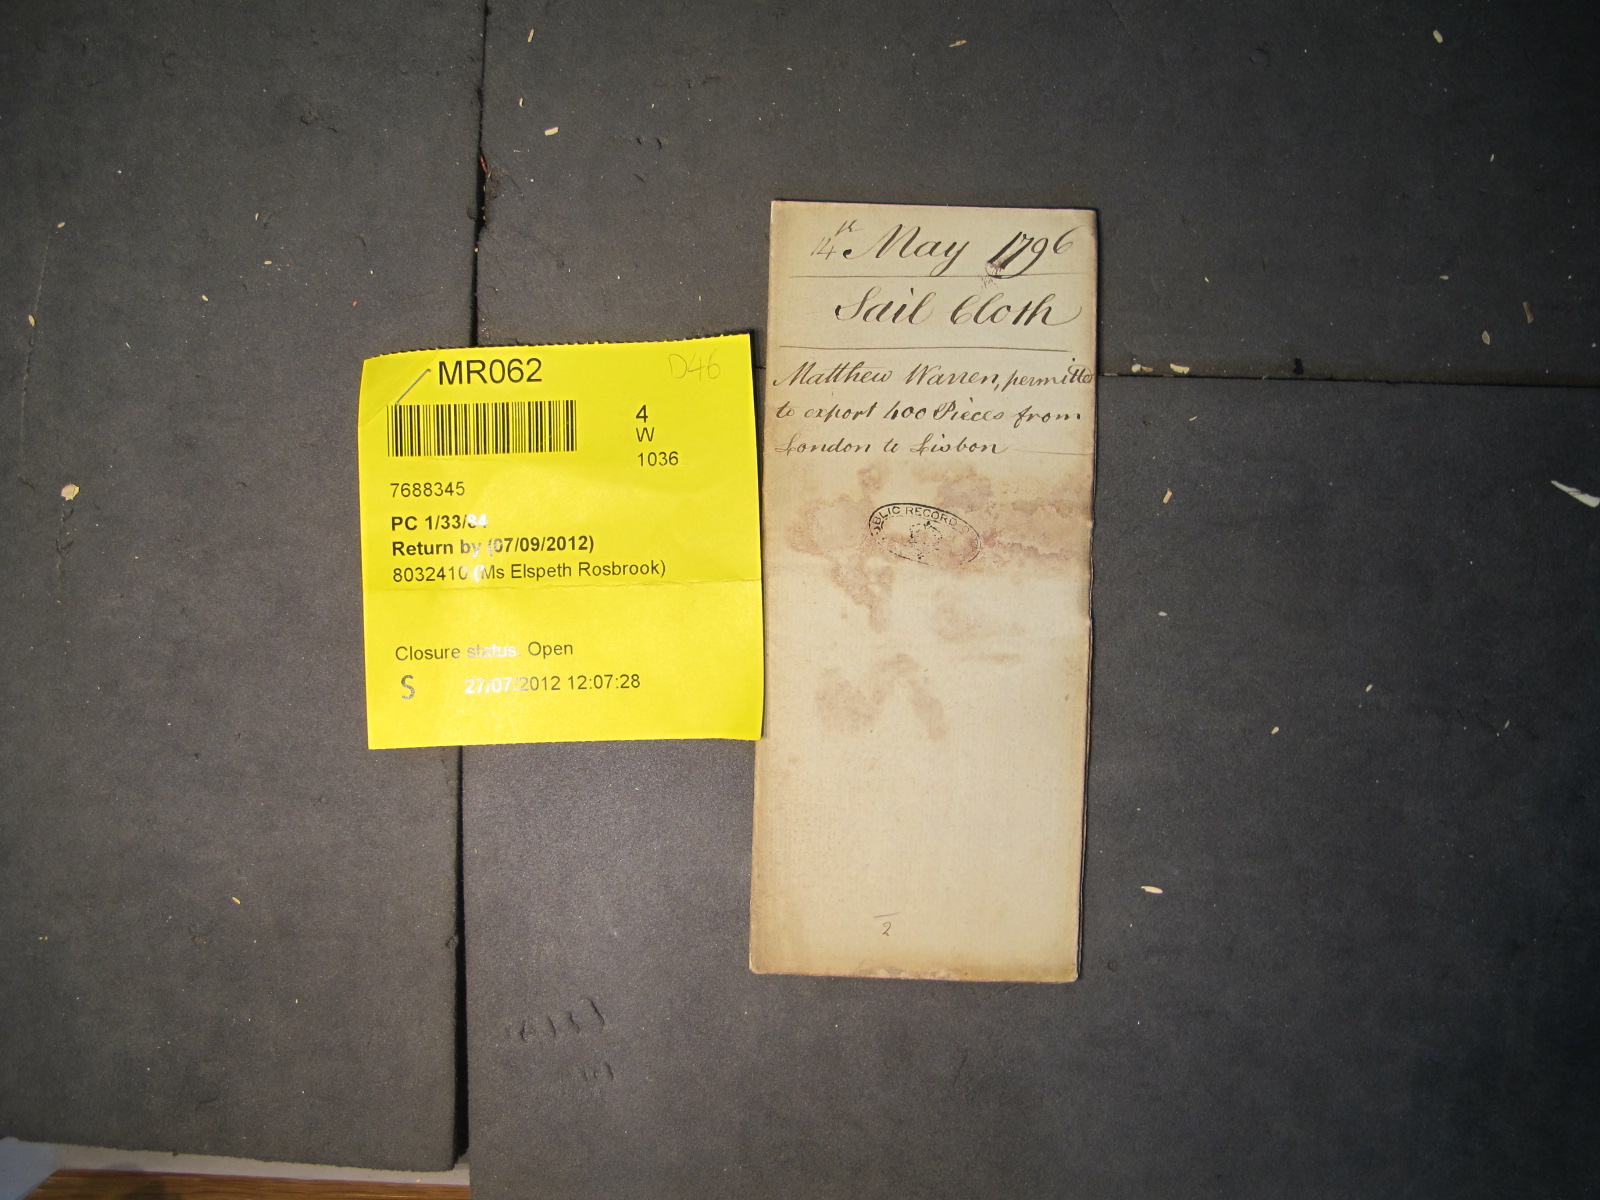 MR062 D46
4
W
1036
7688345
PC 1/33/84
Return by (07/09/2012)
8032410 (Ms Elspeth Rosbrook)
Closure status: Open
S 27/07/2012 12:07:28
14th May 1796
Sail Cloth
Matthew Warren, permitted
to export 400 Pieces from
London to Lisbon
PUBLIC RECORD
2